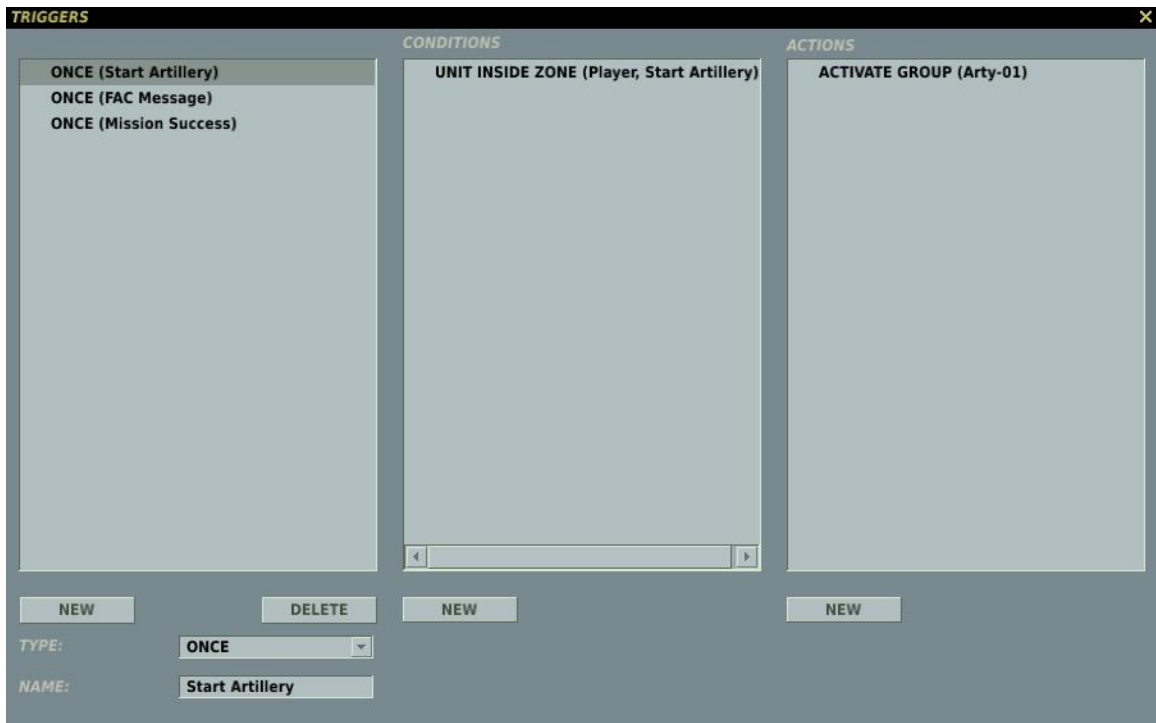 TRIGGERS
CONDITIONS
ACTIONS
ONCE (Start Artillery)
ONCE (FAC Message)
ONCE (Mission Success)
UNIT INSIDE ZONE (Player, Start Artillery)
ACTIVATE GROUP (Arty-01)
NEW
DELETE
NEW
NEW
TYPE:
ONCE
NAME:
Start Artillery